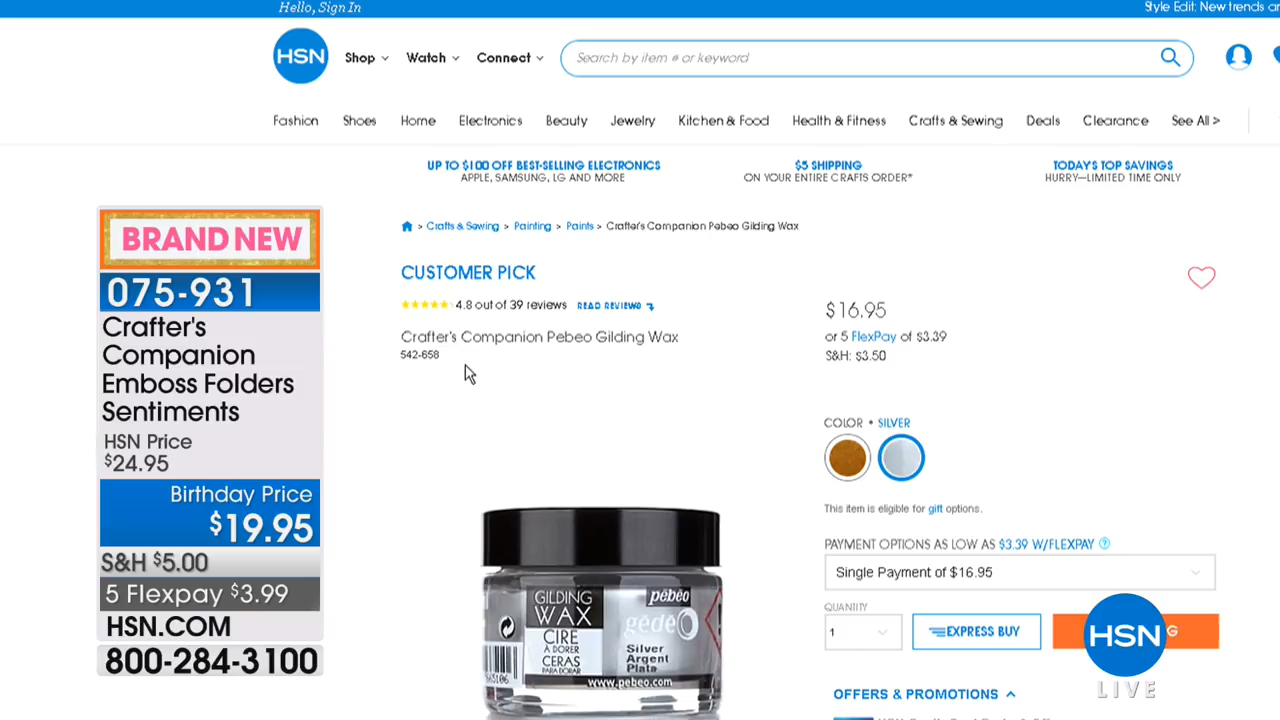 Hello, Sign In
Style Edit: New trends
HSN
Shop
Watch
Connect
Search by item # or keyword
Fashion
Shoes
Home
Electronics
Beauty
Jewelry
Kitchen & Food
Health & Fitness
Crafts & Sewing
Deals
Clearance
See All >
UP TO $100 OFF BEST-SELLING ELECTRONICS
APPLE, SAMSUNG, LG AND MORE
$5 SHIPPING
ON YOUR ENTIRE CRAFTS ORDER*
TODAY'S TOP SAVINGS
HURRY—LIMITED TIME ONLY
BRAND NEW
075-931
Crafter's
Companion
Emboss Folders
Sentiments
HSN Price
$24.95
Birthday Price
$19.95
S&H $5.00
5 Flexpay $3.99
HSN.COM
800-284-3100
> Crafts & Sewing > Painting > Paints > Crafter's Companion Pebeo Gilding Wax
CUSTOMER PICK
4.8 out of 39 reviews READ REVIEWS
Crafter's Companion Pebeo Gilding Wax
542-658
GILDING
WAX
CIRE
À DORER
CERAS
PARA DORAR
pébéo
gédéo
Silver
Argent
Plata
www.pebeo.com
$16.95
or 5 FlexPay of $3.39
S&H: $3.50
COLOR • SILVER
This item is eligible for gift options.
PAYMENT OPTIONS AS LOW AS $3.39 W/FLEXPAY ?
Single Payment of $16.95
QUANTITY
1
EXPRESS BUY
G
HSN
LIVE
OFFERS & PROMOTIONS